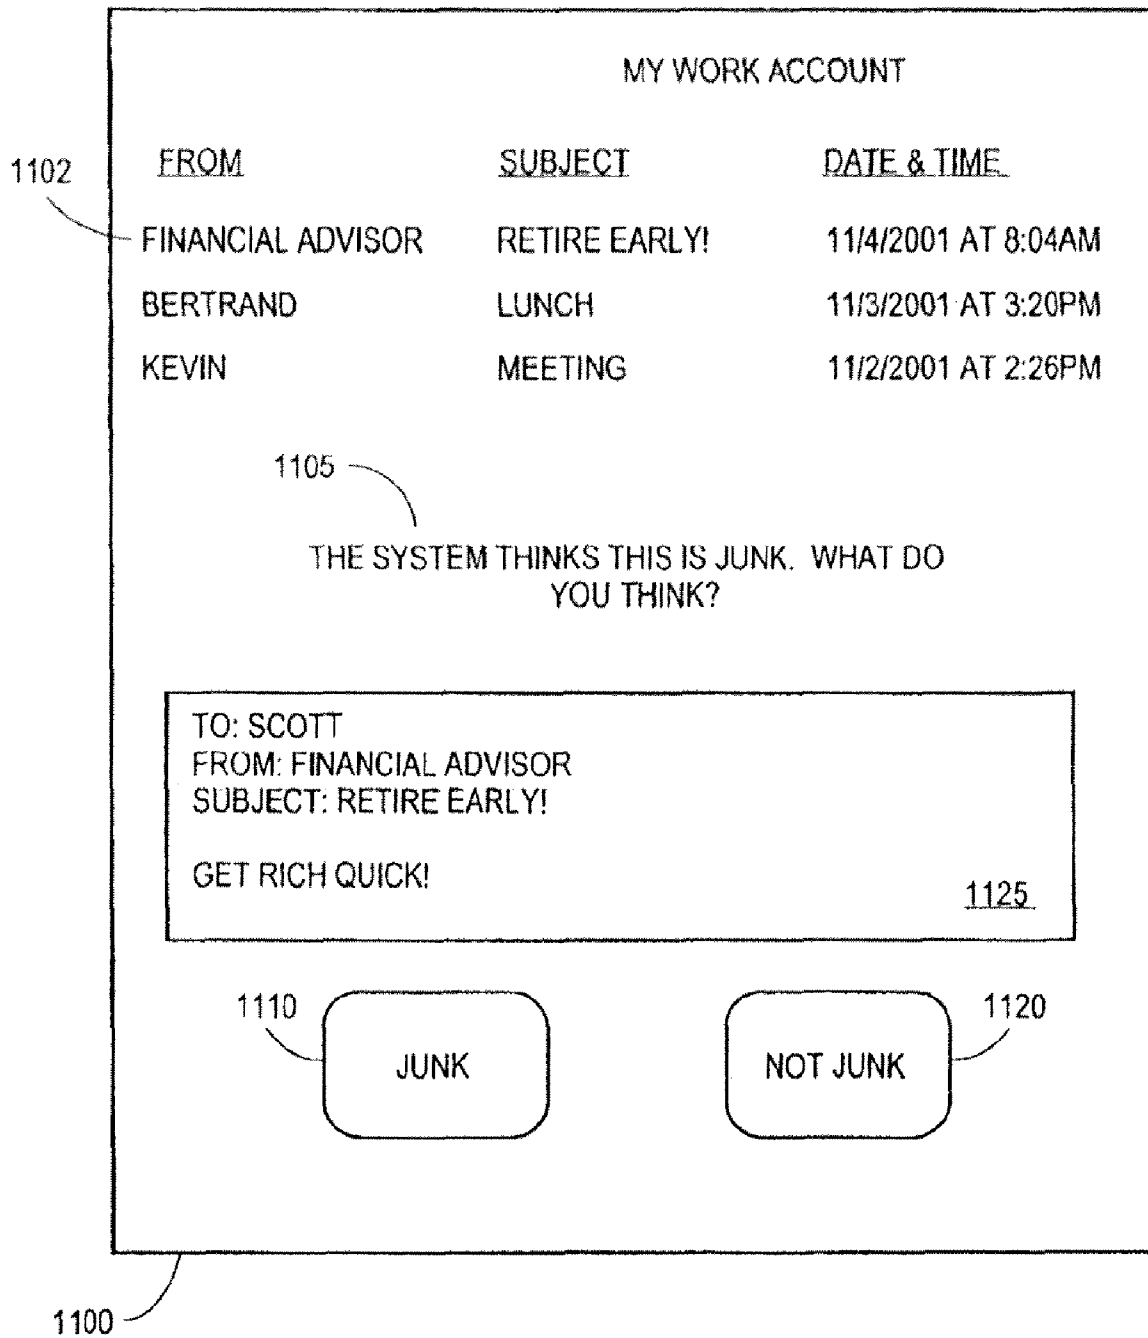 MY WORK ACCOUNT
1102 FROM SUBJECT DATE & TIME
FINANCIAL ADVISOR RETIRE EARLY! 11/4/2001 AT 8:04AM
BERTRAND LUNCH 11/3/2001 AT 3:20PM
KEVIN MEETING 11/2/2001 AT 2:26PM
1105
THE SYSTEM THINKS THIS IS JUNK. WHAT DO
YOU THINK?
TO: SCOTT
FROM: FINANCIAL ADVISOR
SUBJECT: RETIRE EARLY!
GET RICH QUICK!
1125
1110 1120
JUNK NOT JUNK
1100